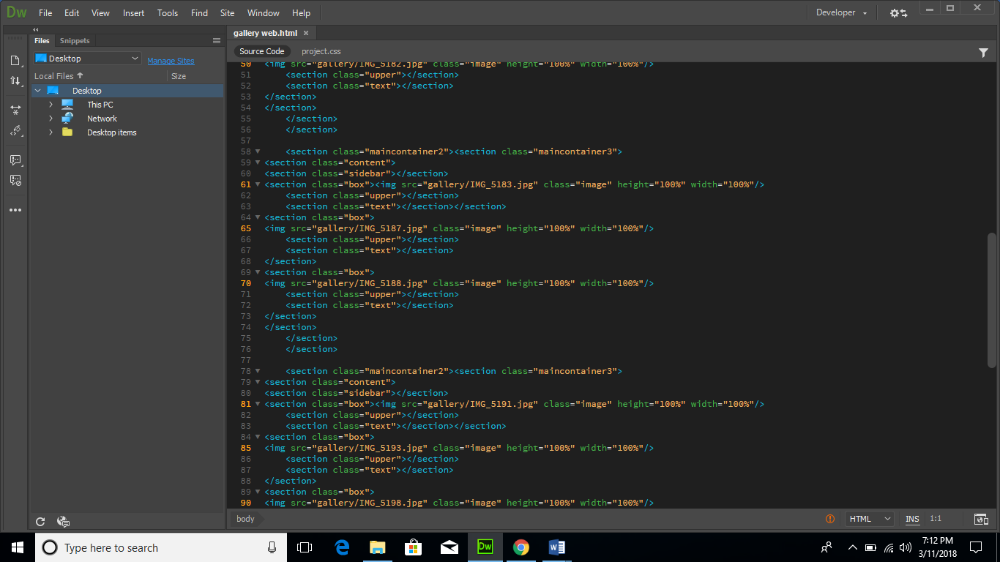 Dw File Edit View Insert Tools Find Site Window Help Developer
Files Snippets
gallery web.html ×
Desktop Manage Sites
Source Code project.css
Local Files Size
Desktop
This PC
Network
Desktop items
50 <img src="gallery/IMG_5182.jpg" class="image" height="100%" width="100%"/>
51 <section class="upper"></section>
52 <section class="text"></section>
53 </section>
54 </section>
55 </section>
56 </section>
57
58 <section class="maincontainer2"><section class="maincontainer3">
59 <section class="content">
60 <section class="sidebar"></section>
61 <section class="box"><img src="gallery/IMG_5183.jpg" class="image" height="100%" width="100%"/>
62 <section class="upper"></section>
63 <section class="text"></section></section>
64 <section class="box">
65 <img src="gallery/IMG_5187.jpg" class="image" height="100%" width="100%"/>
66 <section class="upper"></section>
67 <section class="text"></section>
68 </section>
69 <section class="box">
70 <img src="gallery/IMG_5188.jpg" class="image" height="100%" width="100%"/>
71 <section class="upper"></section>
72 <section class="text"></section>
73 </section>
74 </section>
75 </section>
76 </section>
77
78 <section class="maincontainer2"><section class="maincontainer3">
79 <section class="content">
80 <section class="sidebar"></section>
81 <section class="box"><img src="gallery/IMG_5191.jpg" class="image" height="100%" width="100%"/>
82 <section class="upper"></section>
83 <section class="text"></section></section>
84 <section class="box">
85 <img src="gallery/IMG_5193.jpg" class="image" height="100%" width="100%"/>
86 <section class="upper"></section>
87 <section class="text"></section>
88 </section>
89 <section class="box">
90 <img src="gallery/IMG_5198.jpg" class="image" height="100%" width="100%"/>
body HTML INS 1:1
Type here to search
Dw
7:12 PM
3/11/2018